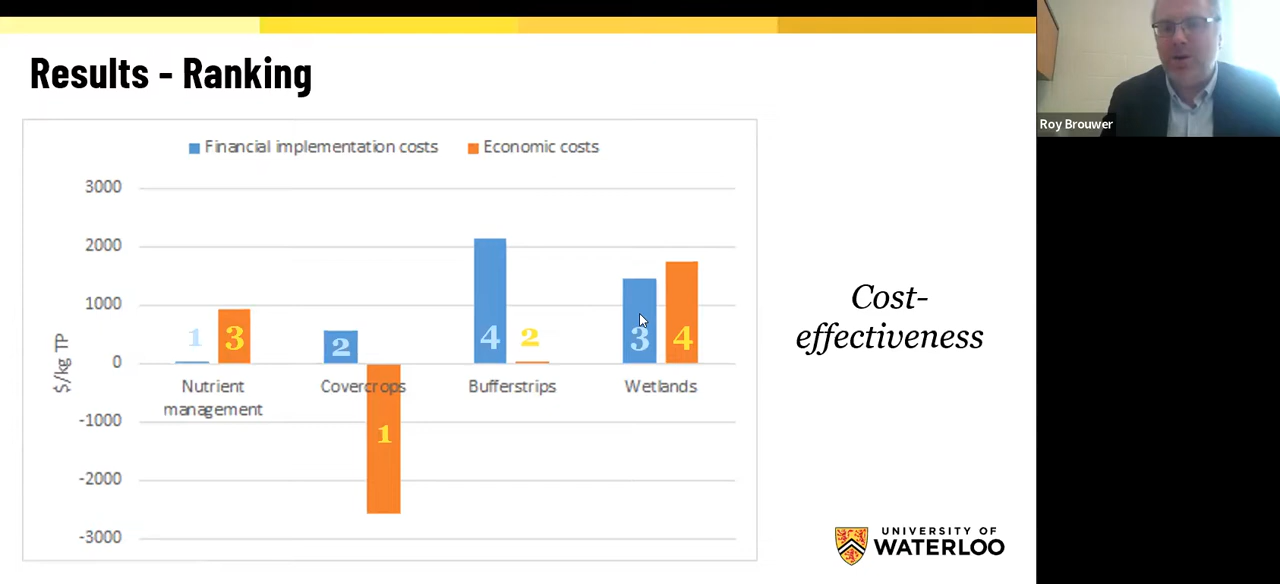 Results - Ranking
Roy Brouwer
Financial implementation costs Economic costs
3000
2000
1000
0
-1000
-2000
-3000
$/kg TP
1 3 2 4 2 3 4
1
Nutrient
management
Covercrops
Bufferstrips
Wetlands
Cost-
effectiveness
UNIVERSITY OF
WATERLOO